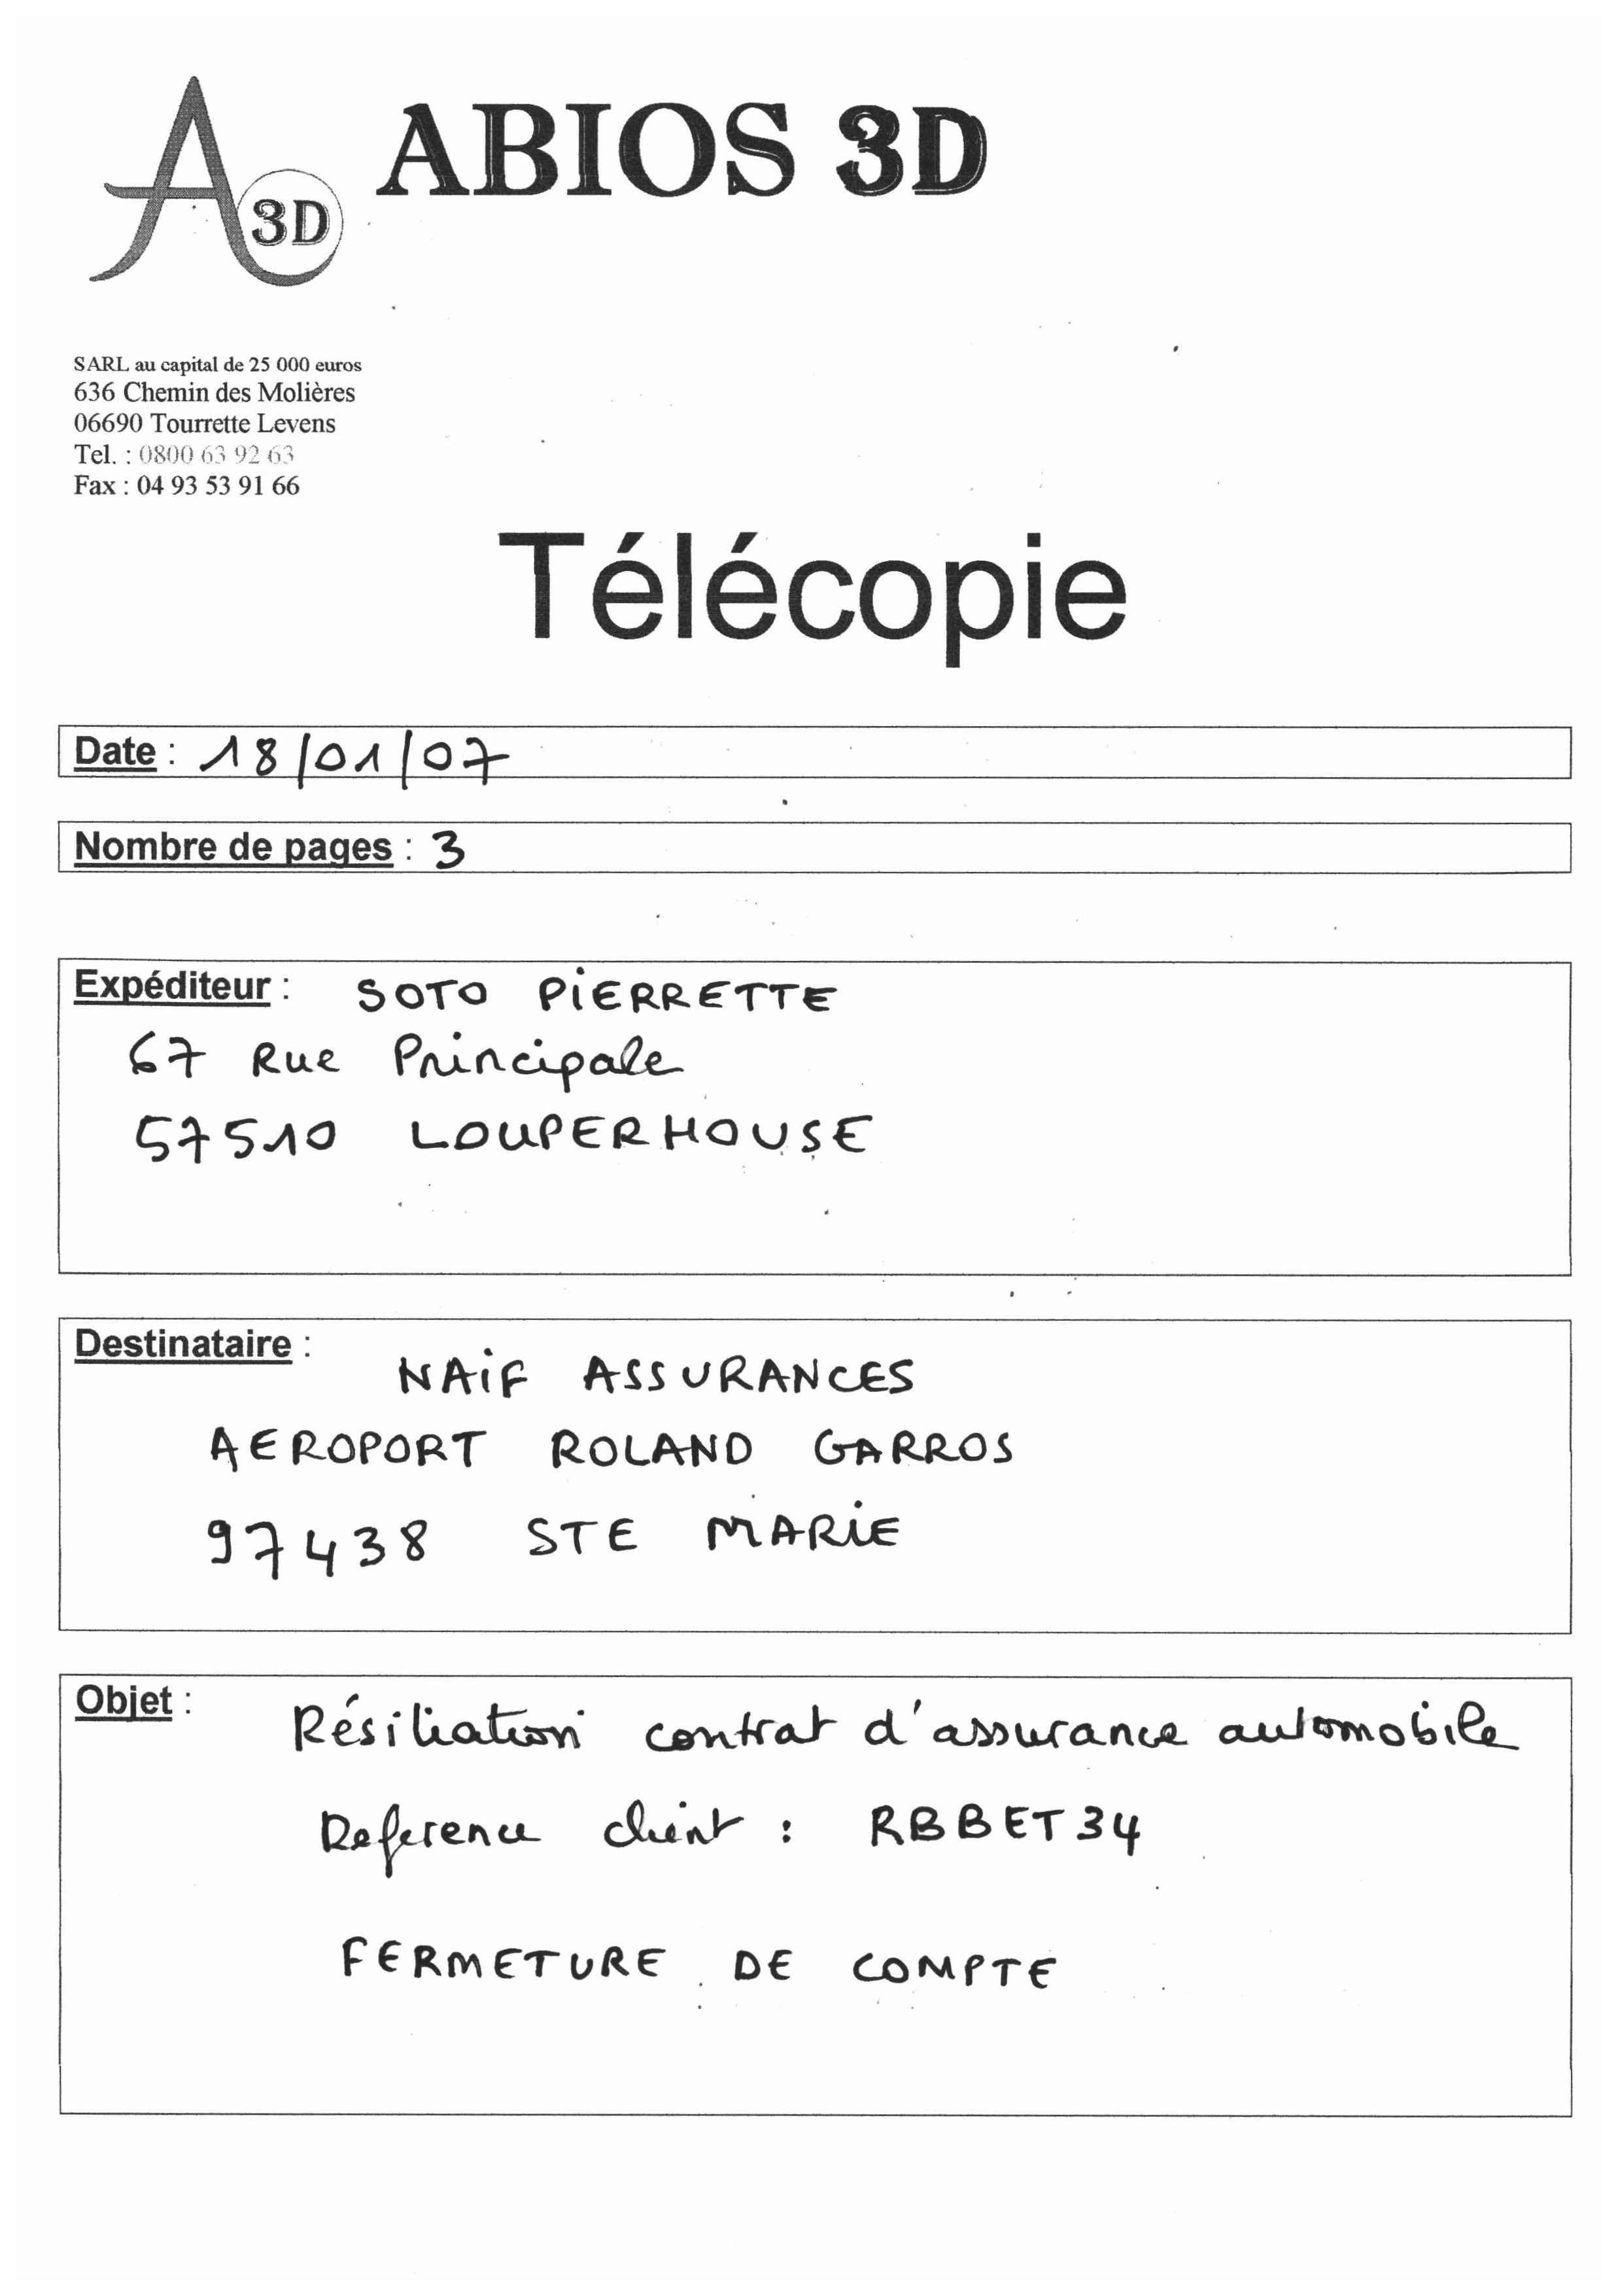 A 3D ABIOS 3D
SARL au capital de 25 000 euros
636 Chemin des Molières
06690 Tourrette Levens
Tel. : 0800 63 92 63
Fax : 04 93 53 91 66
Télécopie
Date : 18/01/07
Nombre de pages : 3
Expéditeur : SOTO PiERRETTE
67 Rue Principale
57510 LOUPERHOUSE
Destinataire :
NAiF ASSURANCES
AEROPORT ROLAND GARROS
97438 STE MARiE
Objet :
Résiliation contrat d'assurance automobile
Reference client : RBBET34
FERMETURE DE COMPTE